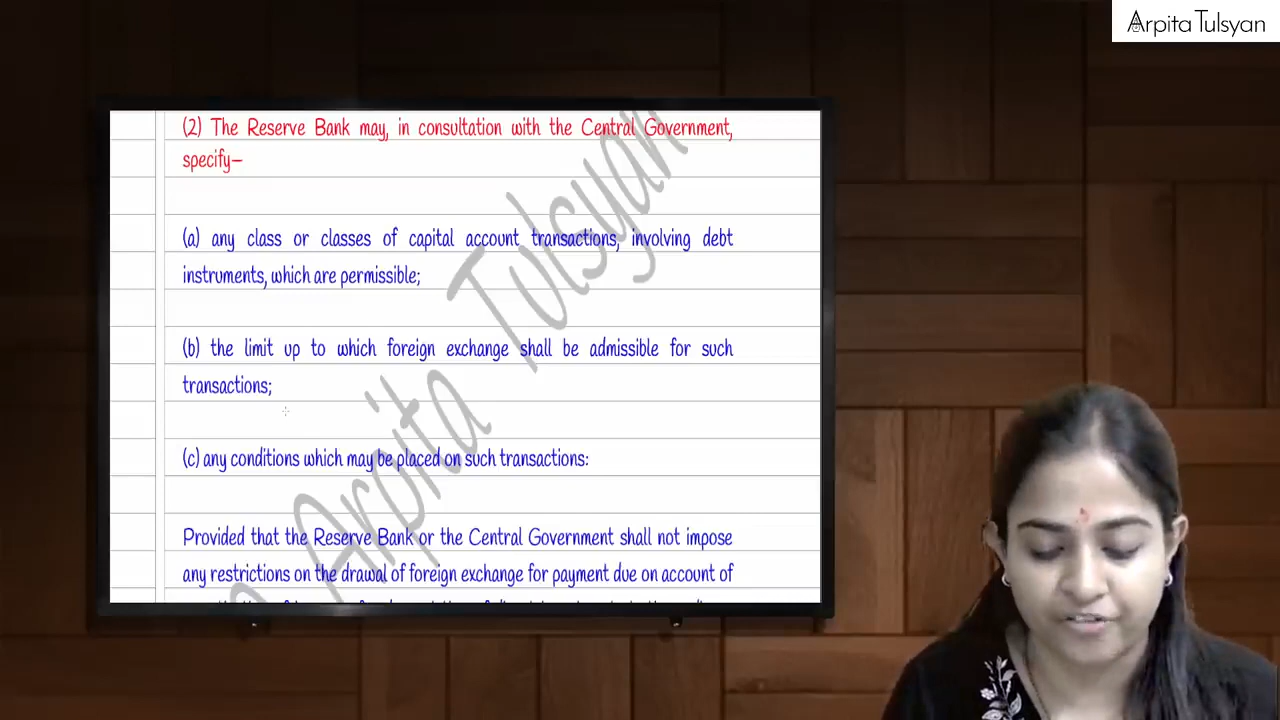 Arpita Tulsyan
(2) The Reserve Bank may, in consultation with the Central Government,
specify–
(a) any class or classes of capital account transactions, involving debt
instruments, which are permissible;
(b) the limit up to which foreign exchange shall be admissible for such
transactions;
(c) any conditions which may be placed on such transactions:
Provided that the Reserve Bank or the Central Government shall not impose
any restrictions on the drawal of foreign exchange for payment due on account of
Arpita Tulsyan